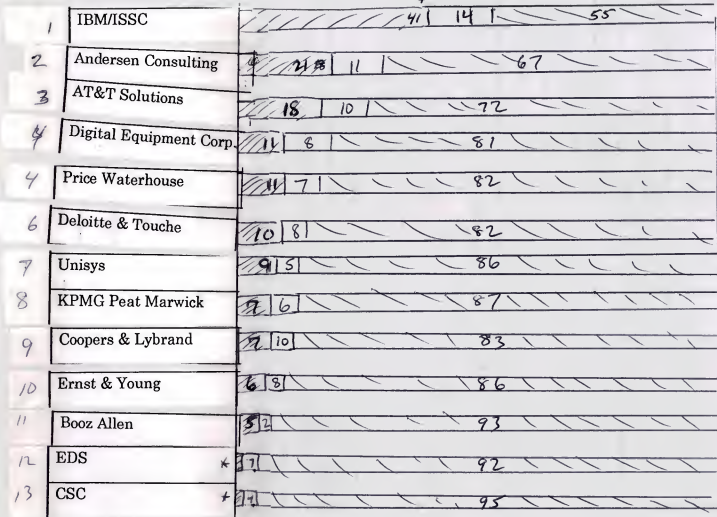 1 IBM/ISSC 41 14 55
2 Andersen Consulting 11 67
3 AT&T Solutions 18 10 72
4 Digital Equipment Corp. 11 8 81
4 Price Waterhouse 11 7 82
6 Deloitte & Touche 10 8 82
7 Unisys 9 5 86
8 KPMG Peat Marwick 7 6 87
9 Coopers & Lybrand 7 10 83
10 Ernst & Young 6 8 86
11 Booz Allen 5 2 93
12 EDS * 92
13 CSC * 95